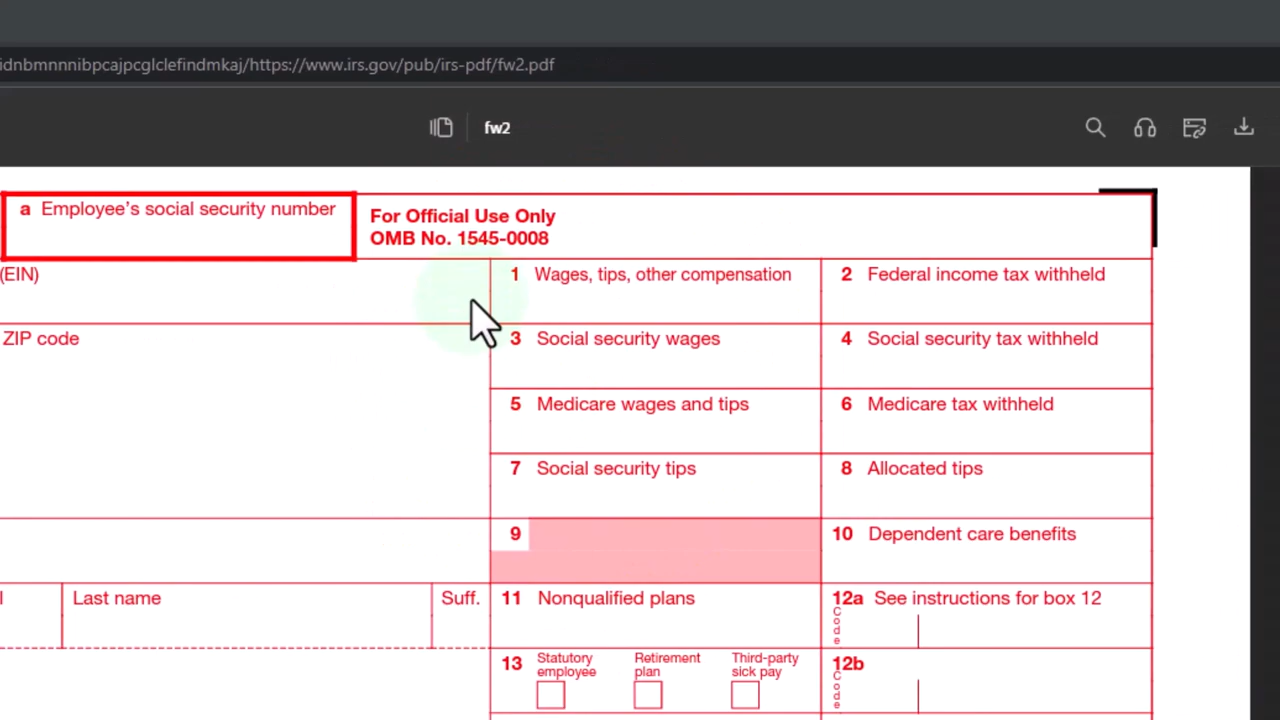 idnbmnnnibpcajpcglclefindmkaj/https://www.irs.gov/pub/irs-pdf/fw2.pdf
fw2
a Employee’s social security number
For Official Use Only
OMB No. 1545-0008
(EIN)
1 Wages, tips, other compensation
2 Federal income tax withheld
ZIP code
3 Social security wages
4 Social security tax withheld
5 Medicare wages and tips
6 Medicare tax withheld
7 Social security tips
8 Allocated tips
9
10 Dependent care benefits
l
Last name
Suff.
11 Nonqualified plans
12a See instructions for box 12
Code
13
Statutory employee
Retirement plan
Third-party sick pay
12b
Code